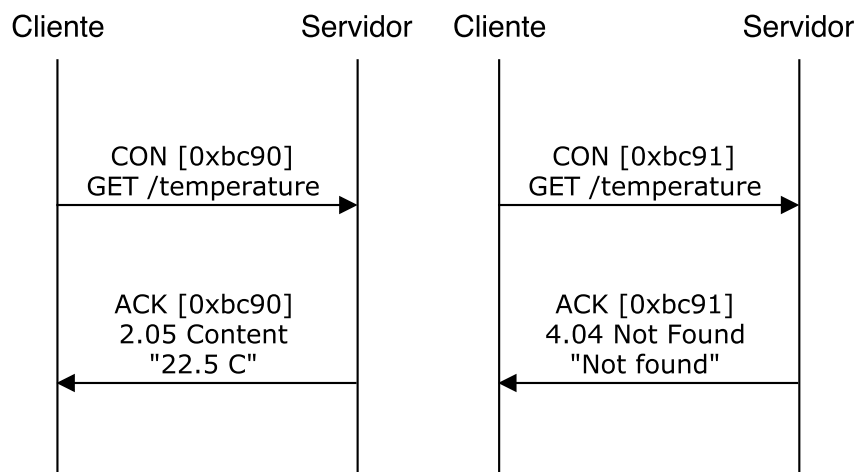 Cliente
Servidor
CON [0xbc90]
GET /temperature
ACK [0xbc90]
2.05 Content
"22.5 C"
Cliente
Servidor
CON [0xbc91]
GET /temperature
ACK [0xbc91]
4.04 Not Found
"Not found"